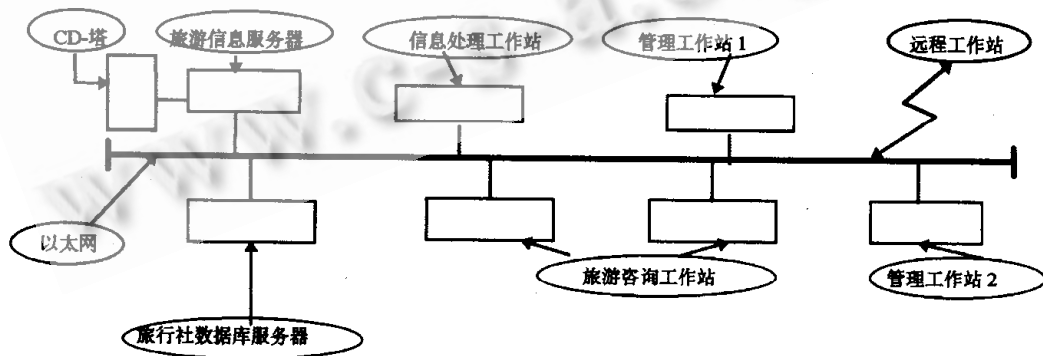 CD-塔
旅游信息服务器
信息处理工作站
管理工作站 1
远程工作站
以太网
旅游咨询工作站
管理工作站 2
旅行社数据库服务器